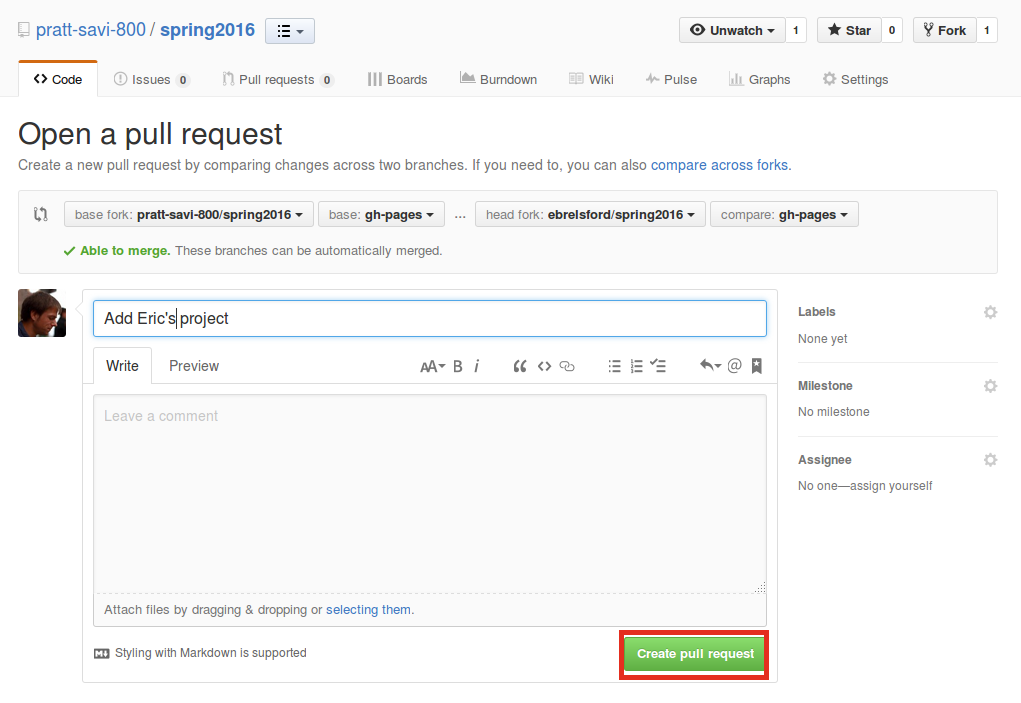 pratt-savi-800 / spring2016
Unwatch 1 Star 0 Fork 1
Code Issues 0 Pull requests 0 Boards Burndown Wiki Pulse Graphs Settings
Open a pull request
Create a new pull request by comparing changes across two branches. If you need to, you can also compare across forks.
base fork: pratt-savi-800/spring2016 base: gh-pages ... head fork: ebrelsford/spring2016 compare: gh-pages
Able to merge. These branches can be automatically merged.
Add Eric's project
Write Preview AA B i “ <> @
Leave a comment
Attach files by dragging & dropping or selecting them.
Styling with Markdown is supported
Create pull request
Labels
None yet
Milestone
No milestone
Assignee
No one—assign yourself